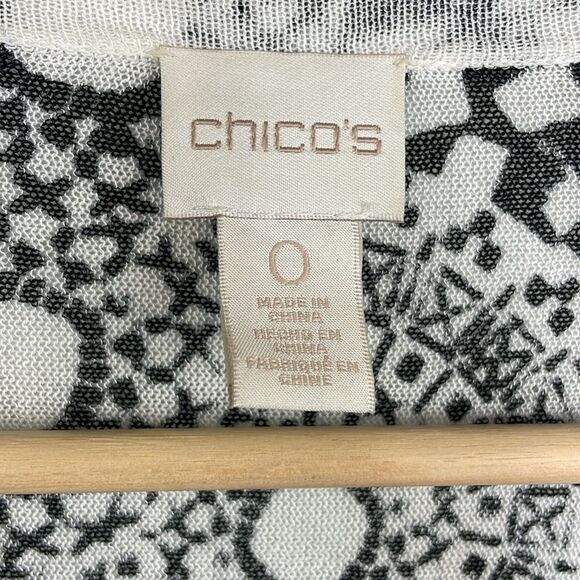 chico's
0
MADE IN
CHINA
HECHO EN
CHINA
FABRIQUÉ EN
CHINE